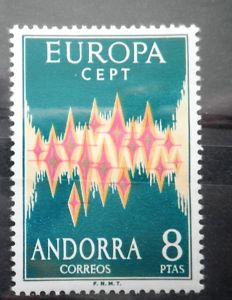 EUROPA
CEPT
ANDORRA 8
CORREOS PTAS
F.N.M.T.